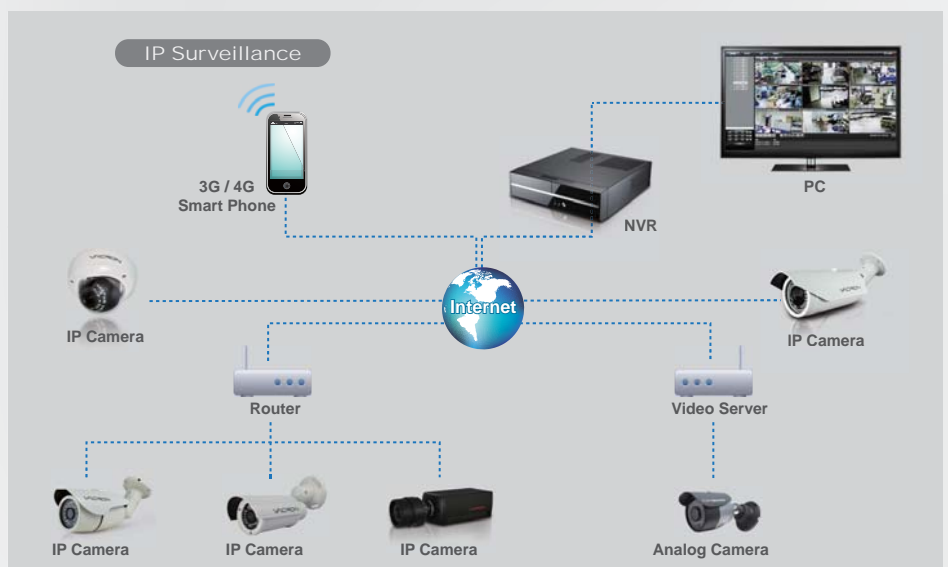 IP Surveillance
3G / 4G
Smart Phone
NVR
PC
IP Camera
Internet
IP Camera
Router
Video Server
IP Camera
IP Camera
IP Camera
Analog Camera